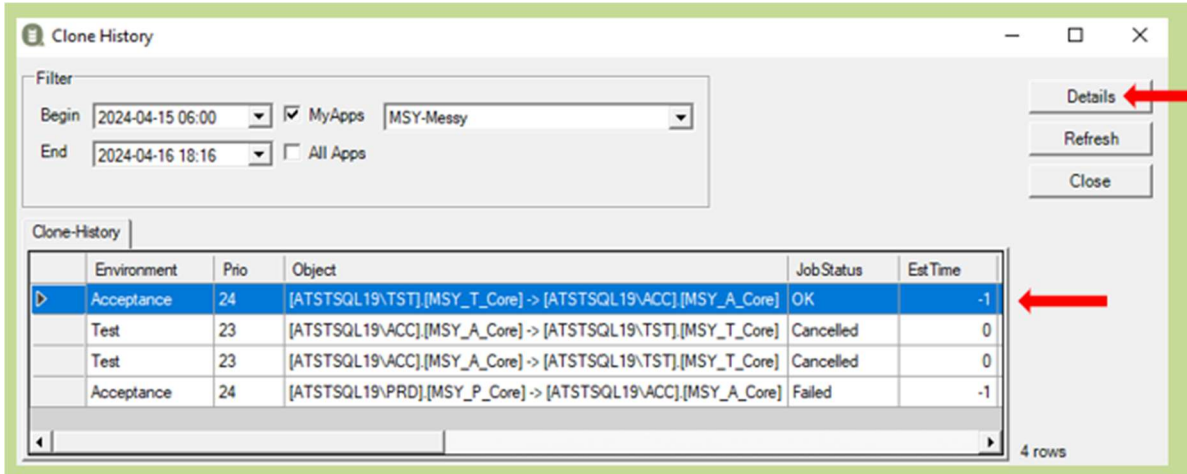 Clone History
Filter
Begin 2024-04-15 06:00 MyApps MSY-Messy
End 2024-04-16 18:16 All Apps
Details
Refresh
Close
Clone-History
Environment Prio Object JobStatus EstTime
Acceptance 24 [ATSTSQL19\TST].[MSY_T_Core] -> [ATSTSQL19\ACC].[MSY_A_Core] OK -1
Test 23 [ATSTSQL19\ACC].[MSY_A_Core] -> [ATSTSQL19\TST].[MSY_T_Core] Cancelled 0
Test 23 [ATSTSQL19\ACC].[MSY_A_Core] -> [ATSTSQL19\TST].[MSY_T_Core] Cancelled 0
Acceptance 24 [ATSTSQL19\PRD].[MSY_P_Core] -> [ATSTSQL19\ACC].[MSY_A_Core] Failed -1
4 rows